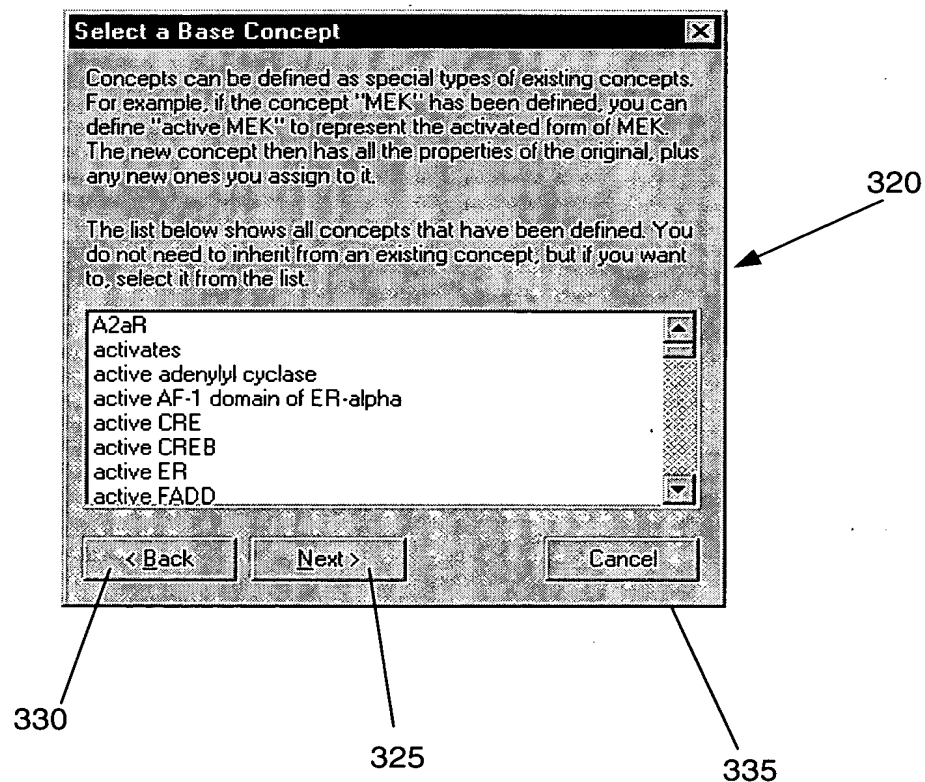 Select a Base Concept
Concepts can be defined as special types of existing concepts.
For example, if the concept "MEK" has been defined, you can
define "active MEK" to represent the activated form of MEK.
The new concept then has all the properties of the original, plus
any new ones you assign to it.
The list below shows all concepts that have been defined. You
do not need to inherit from an existing concept, but if you want
to, select it from the list.
320
A2aR
activates
active adenylyl cyclase
active AF-1 domain of ER-alpha
active CRE
active CREB
active ER
active FADD
< Back
Next >
Cancel
330
325
335